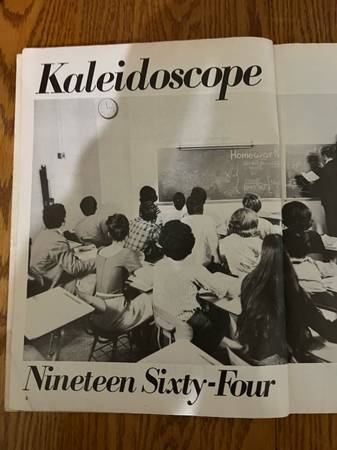 Kaleidoscope
Homework
Nineteen Sixty-Four